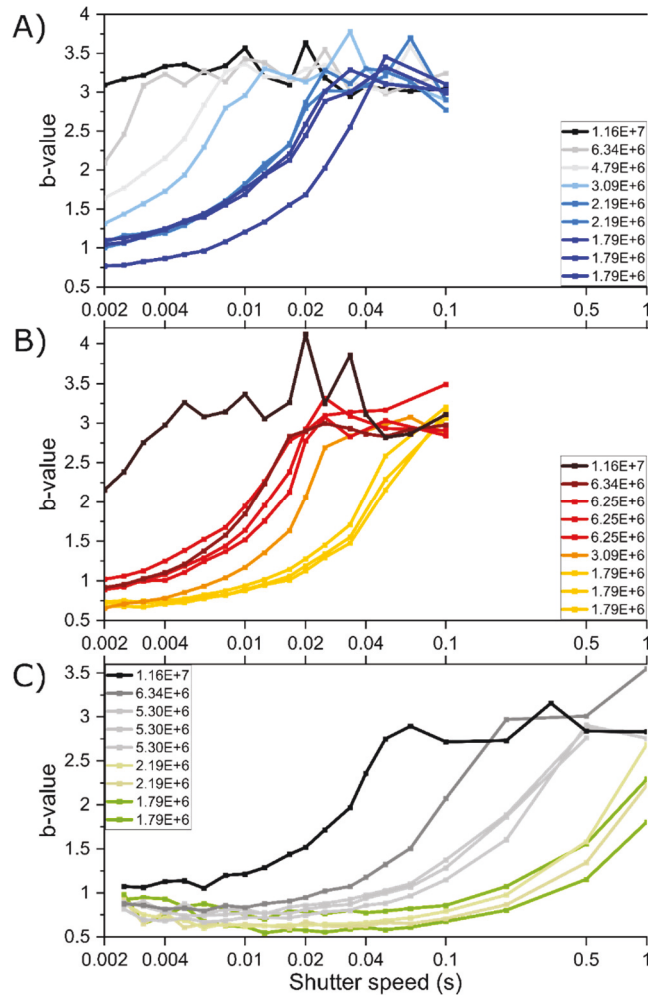 A)
4
3.5
3
2.5
2
1.5
1
0.5
b-value
1.16E+7
6.34E+6
4.79E+6
3.09E+6
2.19E+6
2.19E+6
1.79E+6
1.79E+6
1.79E+6
0.002 0.004 0.01 0.02 0.04 0.1 0.5 1
B)
4
3.5
3
2.5
2
1.5
1
0.5
b-value
1.16E+7
6.34E+6
6.25E+6
6.25E+6
6.25E+6
3.09E+6
1.79E+6
1.79E+6
1.79E+6
0.002 0.004 0.01 0.02 0.04 0.1 0.5 1
C)
3.5
3
2.5
2
1.5
1
0.5
b-value
1.16E+7
6.34E+6
5.30E+6
5.30E+6
5.30E+6
2.19E+6
2.19E+6
1.79E+6
1.79E+6
0.002 0.004 0.01 0.02 0.04 0.1 0.5 1
Shutter speed (s)